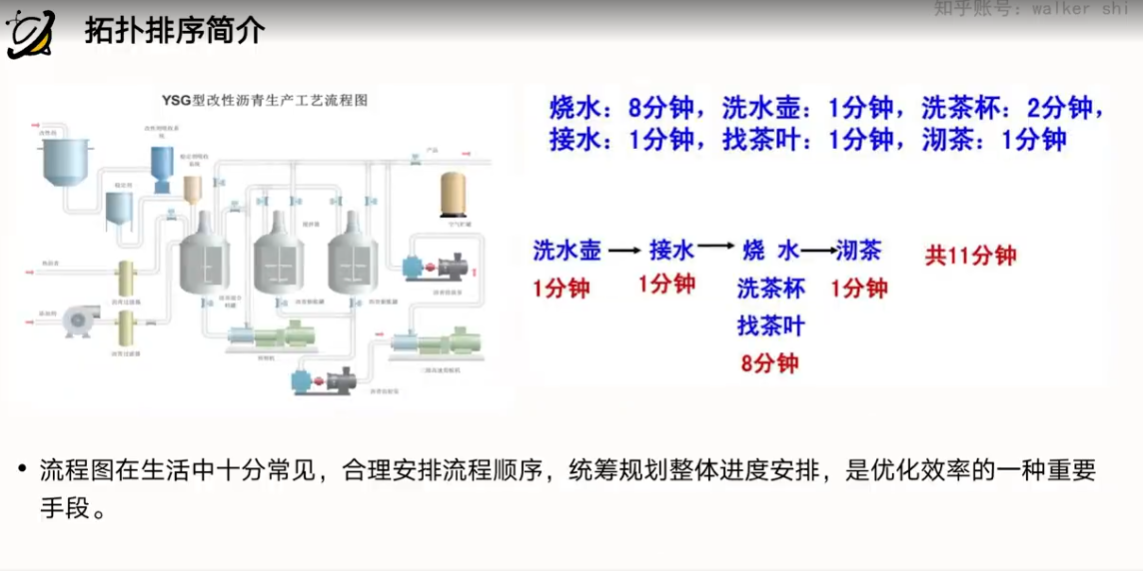 知乎账号：walker shi
拓扑排序简介
YSG型改性沥青生产工艺流程图
产品
烧水：8分钟，洗水壶：1分钟，洗茶杯：2分钟，
接水：1分钟，找茶叶：1分钟，沏茶：1分钟
洗水壶 接水 烧 水 沏茶 共11分钟
1分钟 1分钟 洗茶杯 1分钟
找茶叶
8分钟
• 流程图在生活中十分常见，合理安排流程顺序，统筹规划整体进度安排，是优化效率的一种重要
手段。